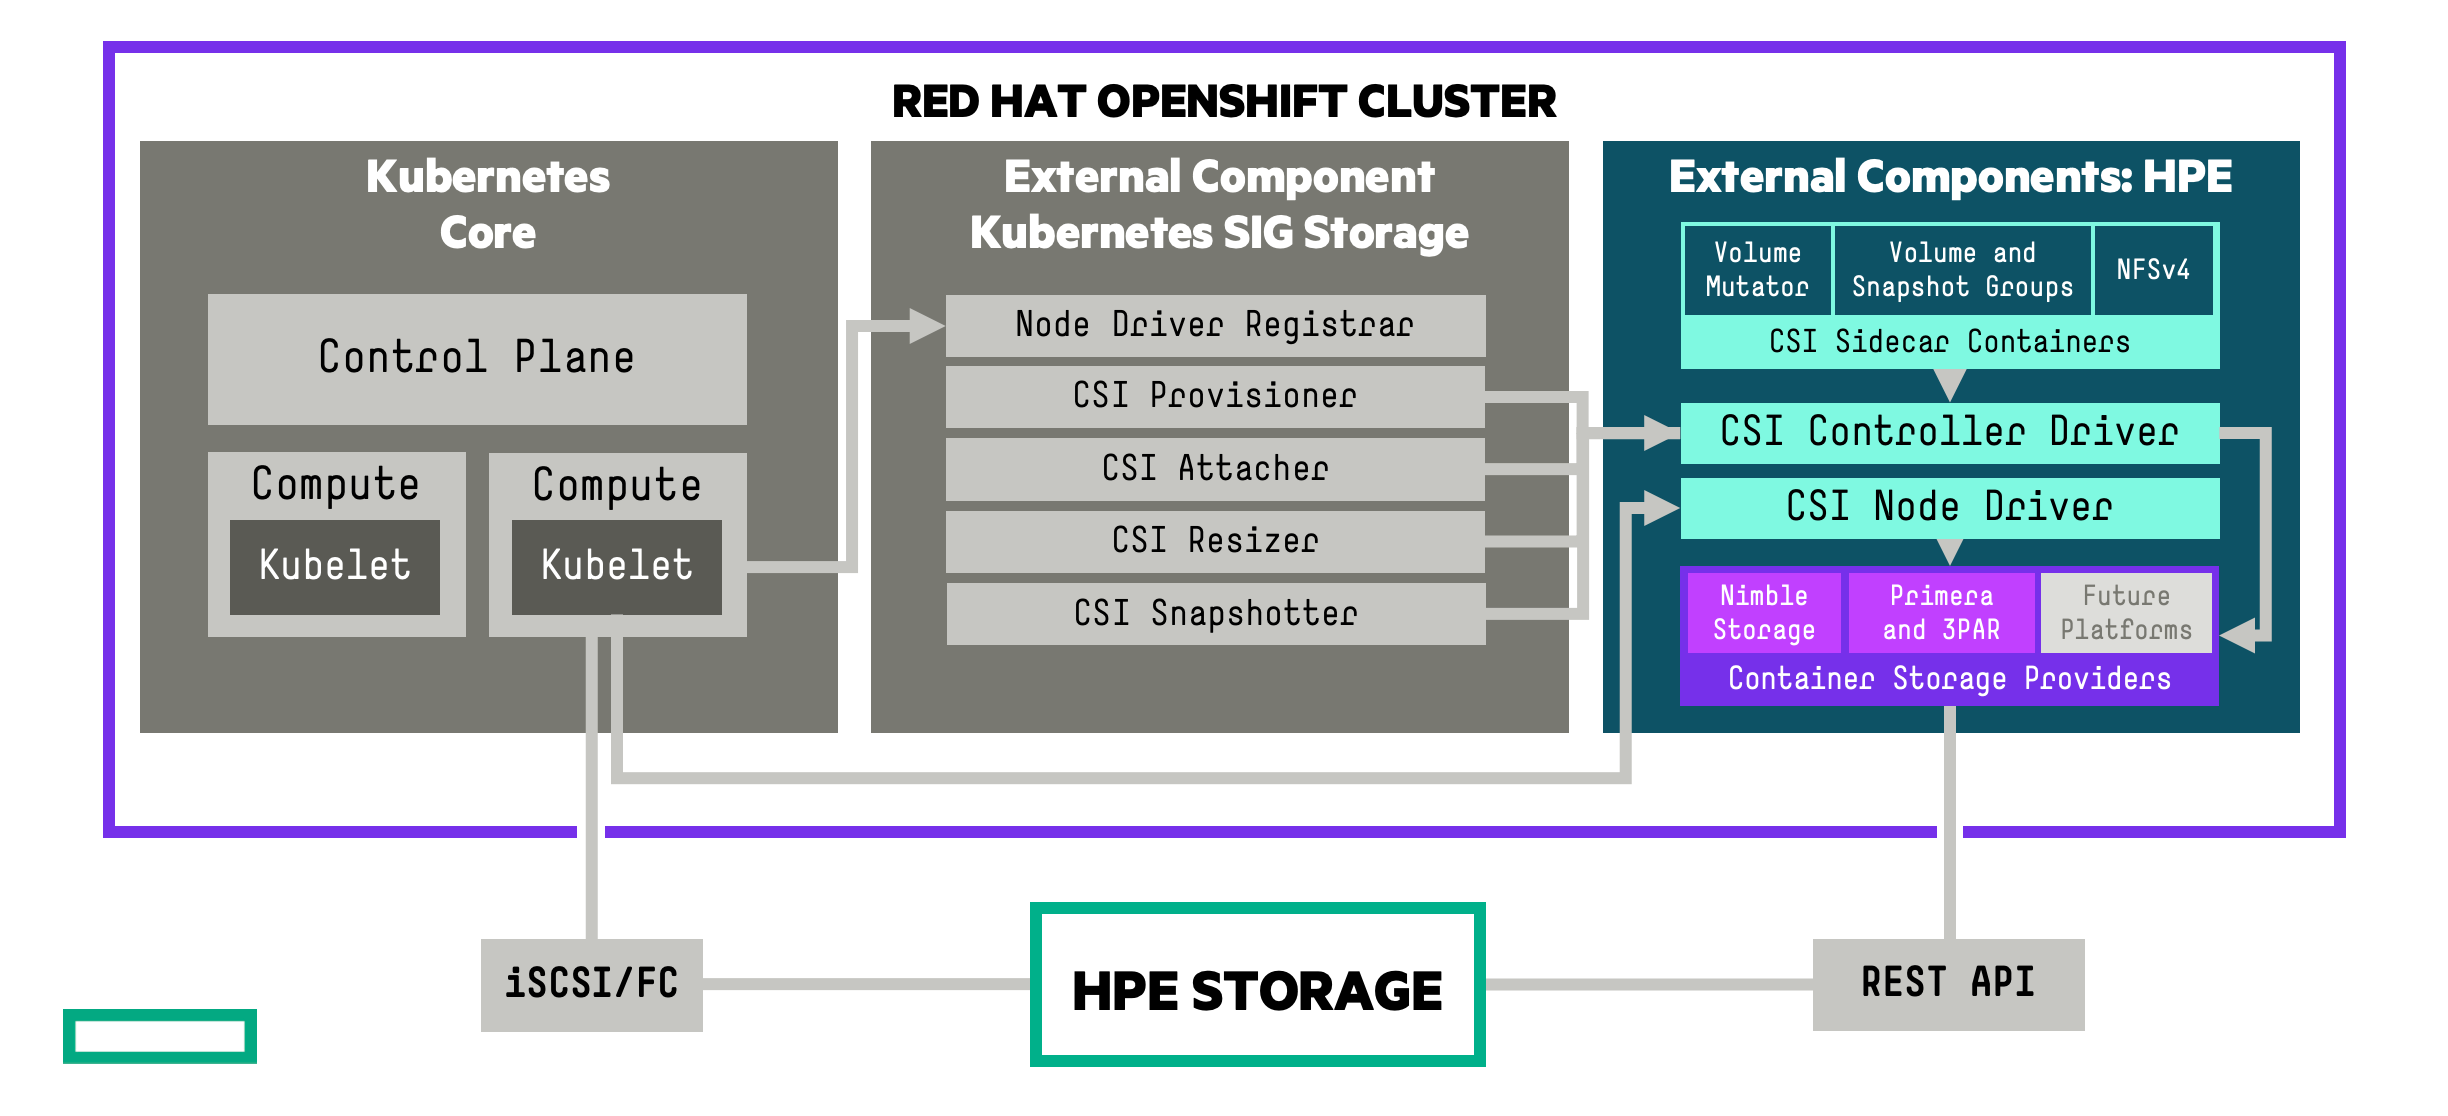 RED HAT OPENSHIFT CLUSTER
Kubernetes
Core
Control Plane
Compute
Kubelet
Compute
Kubelet
External Component
Kubernetes SIG Storage
Node Driver Registrar
CSI Provisioner
CSI Attacher
CSI Resizer
CSI Snapshotter
External Components: HPE
Volume
Mutator
Volume and
Snapshot Groups
NFSv4
CSI Sidecar Containers
CSI Controller Driver
CSI Node Driver
Nimble
Storage
Primera
and 3PAR
Future
Platforms
Container Storage Providers
iSCSI/FC
HPE STORAGE
REST API